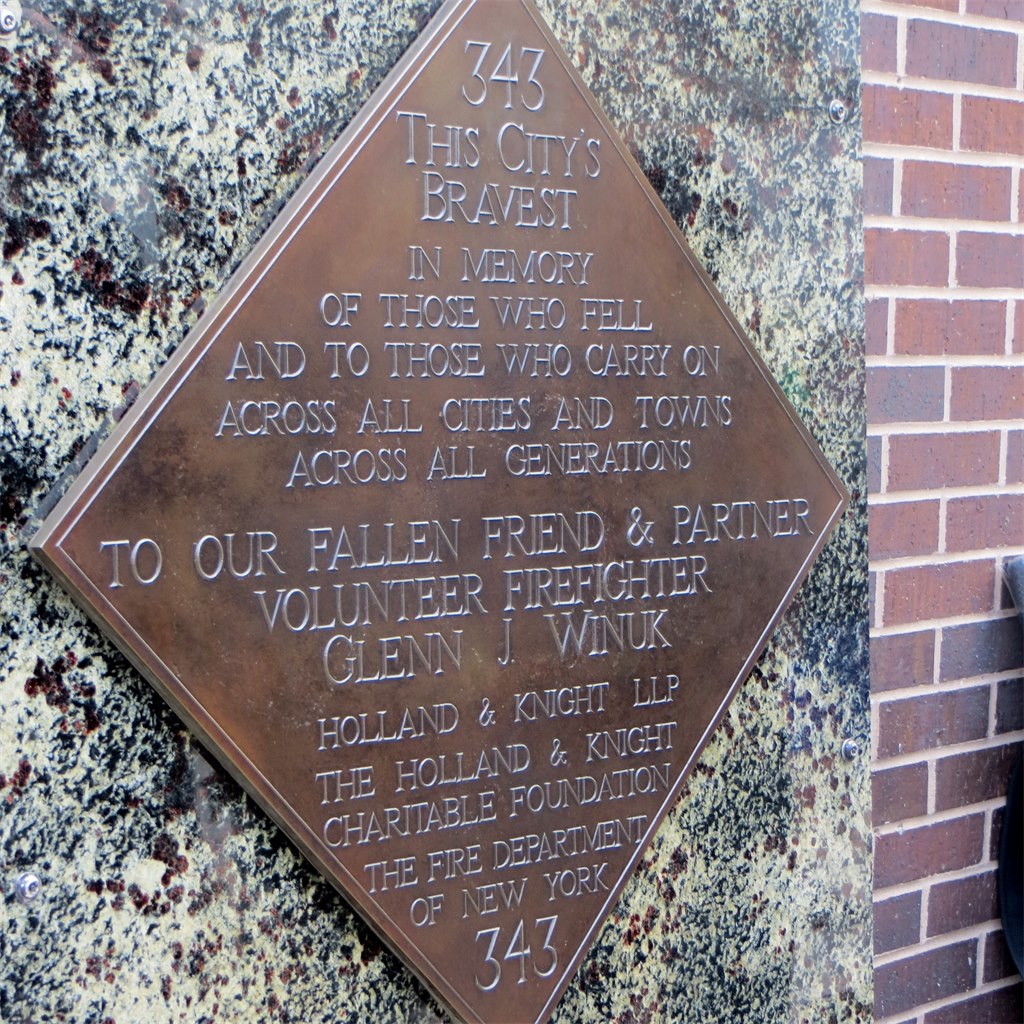 343
THIS CITY'S
BRAVEST
IN MEMORY
OF THOSE WHO FELL
AND TO THOSE WHO CARRY ON
ACROSS ALL CITIES AND TOWNS
ACROSS ALL GENERATIONS
TO OUR FALLEN FRIEND & PARTNER
VOLUNTEER FIREFIGHTER
GLENN J. WINUK
HOLLAND & KNIGHT LLP
THE HOLLAND & KNIGHT
CHARITABLE FOUNDATION
THE FIRE DEPARTMENT
OF NEW YORK
343